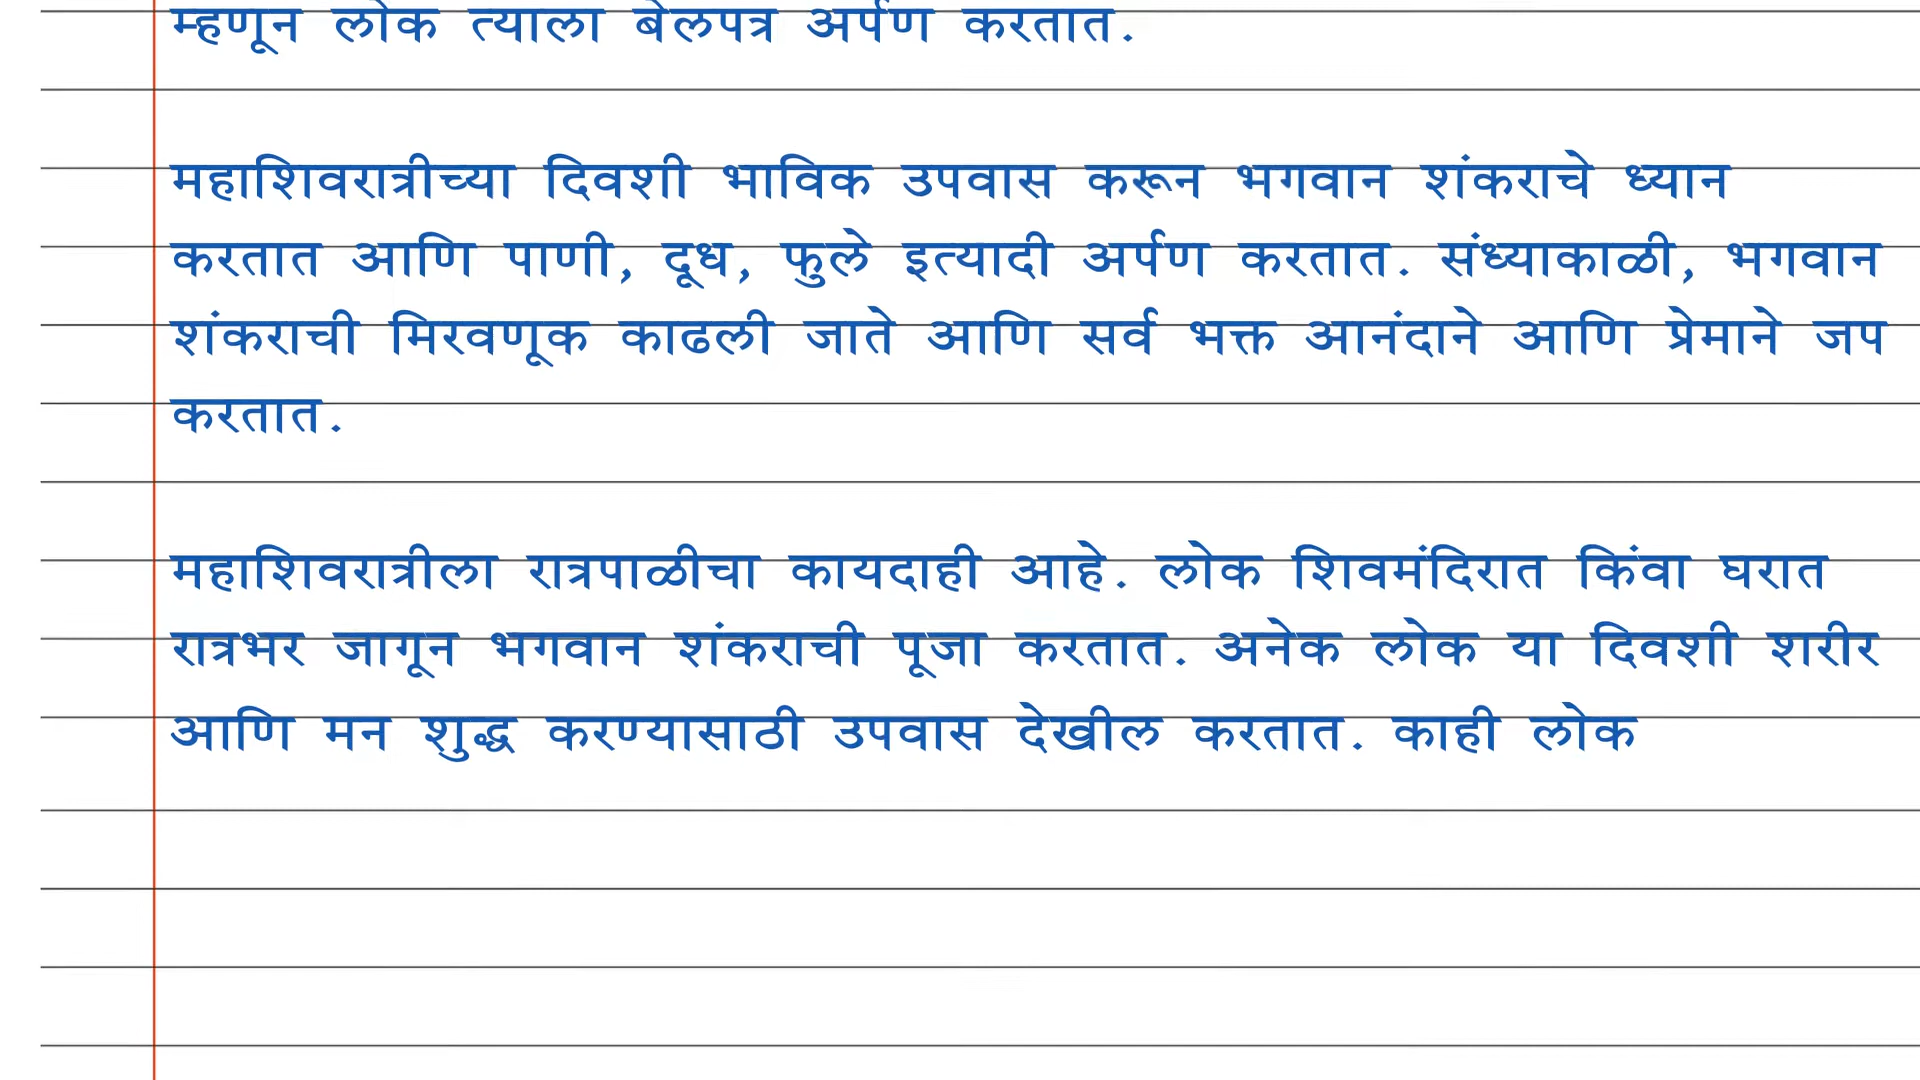 म्हणून लोक त्याला बेलपत्र अर्पण करतात.
महाशिवरात्रीच्या दिवशी भाविक उपवास करून भगवान शंकराचे ध्यान
करतात आणि पाणी, दूध, फुले इत्यादी अर्पण करतात. संध्याकाळी, भगवान
शंकराची मिरवणूक काढली जाते आणि सर्व भक्त आनंदाने आणि प्रेमाने जप
करतात.
महाशिवरात्रीला रात्रपाळीचा कायदाही आहे. लोक शिवमंदिरात किंवा घरात
रात्रभर जागून भगवान शंकराची पूजा करतात. अनेक लोक या दिवशी शरीर
आणि मन शुद्ध करण्यासाठी उपवास देखील करतात. काही लोक